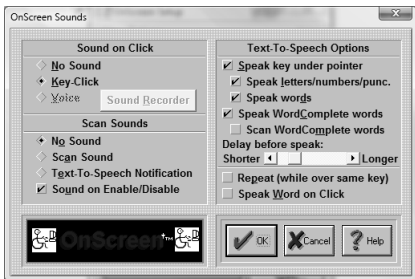 OnScreen Sounds
Sound on Click
No Sound
Key-Click
Voice
Sound Recorder
Scan Sounds
No Sound
Scan Sound
Text-To-Speech Notification
Sound on Enable/Disable
Text-To-Speech Options
Speak key under pointer
Speak letters/numbers/punc.
Speak words
Speak WordComplete words
Scan WordComplete words
Delay before speak:
Shorter
Longer
Repeat (while over same key)
Speak Word on Click
OnScreen ™
OK
Cancel
Help